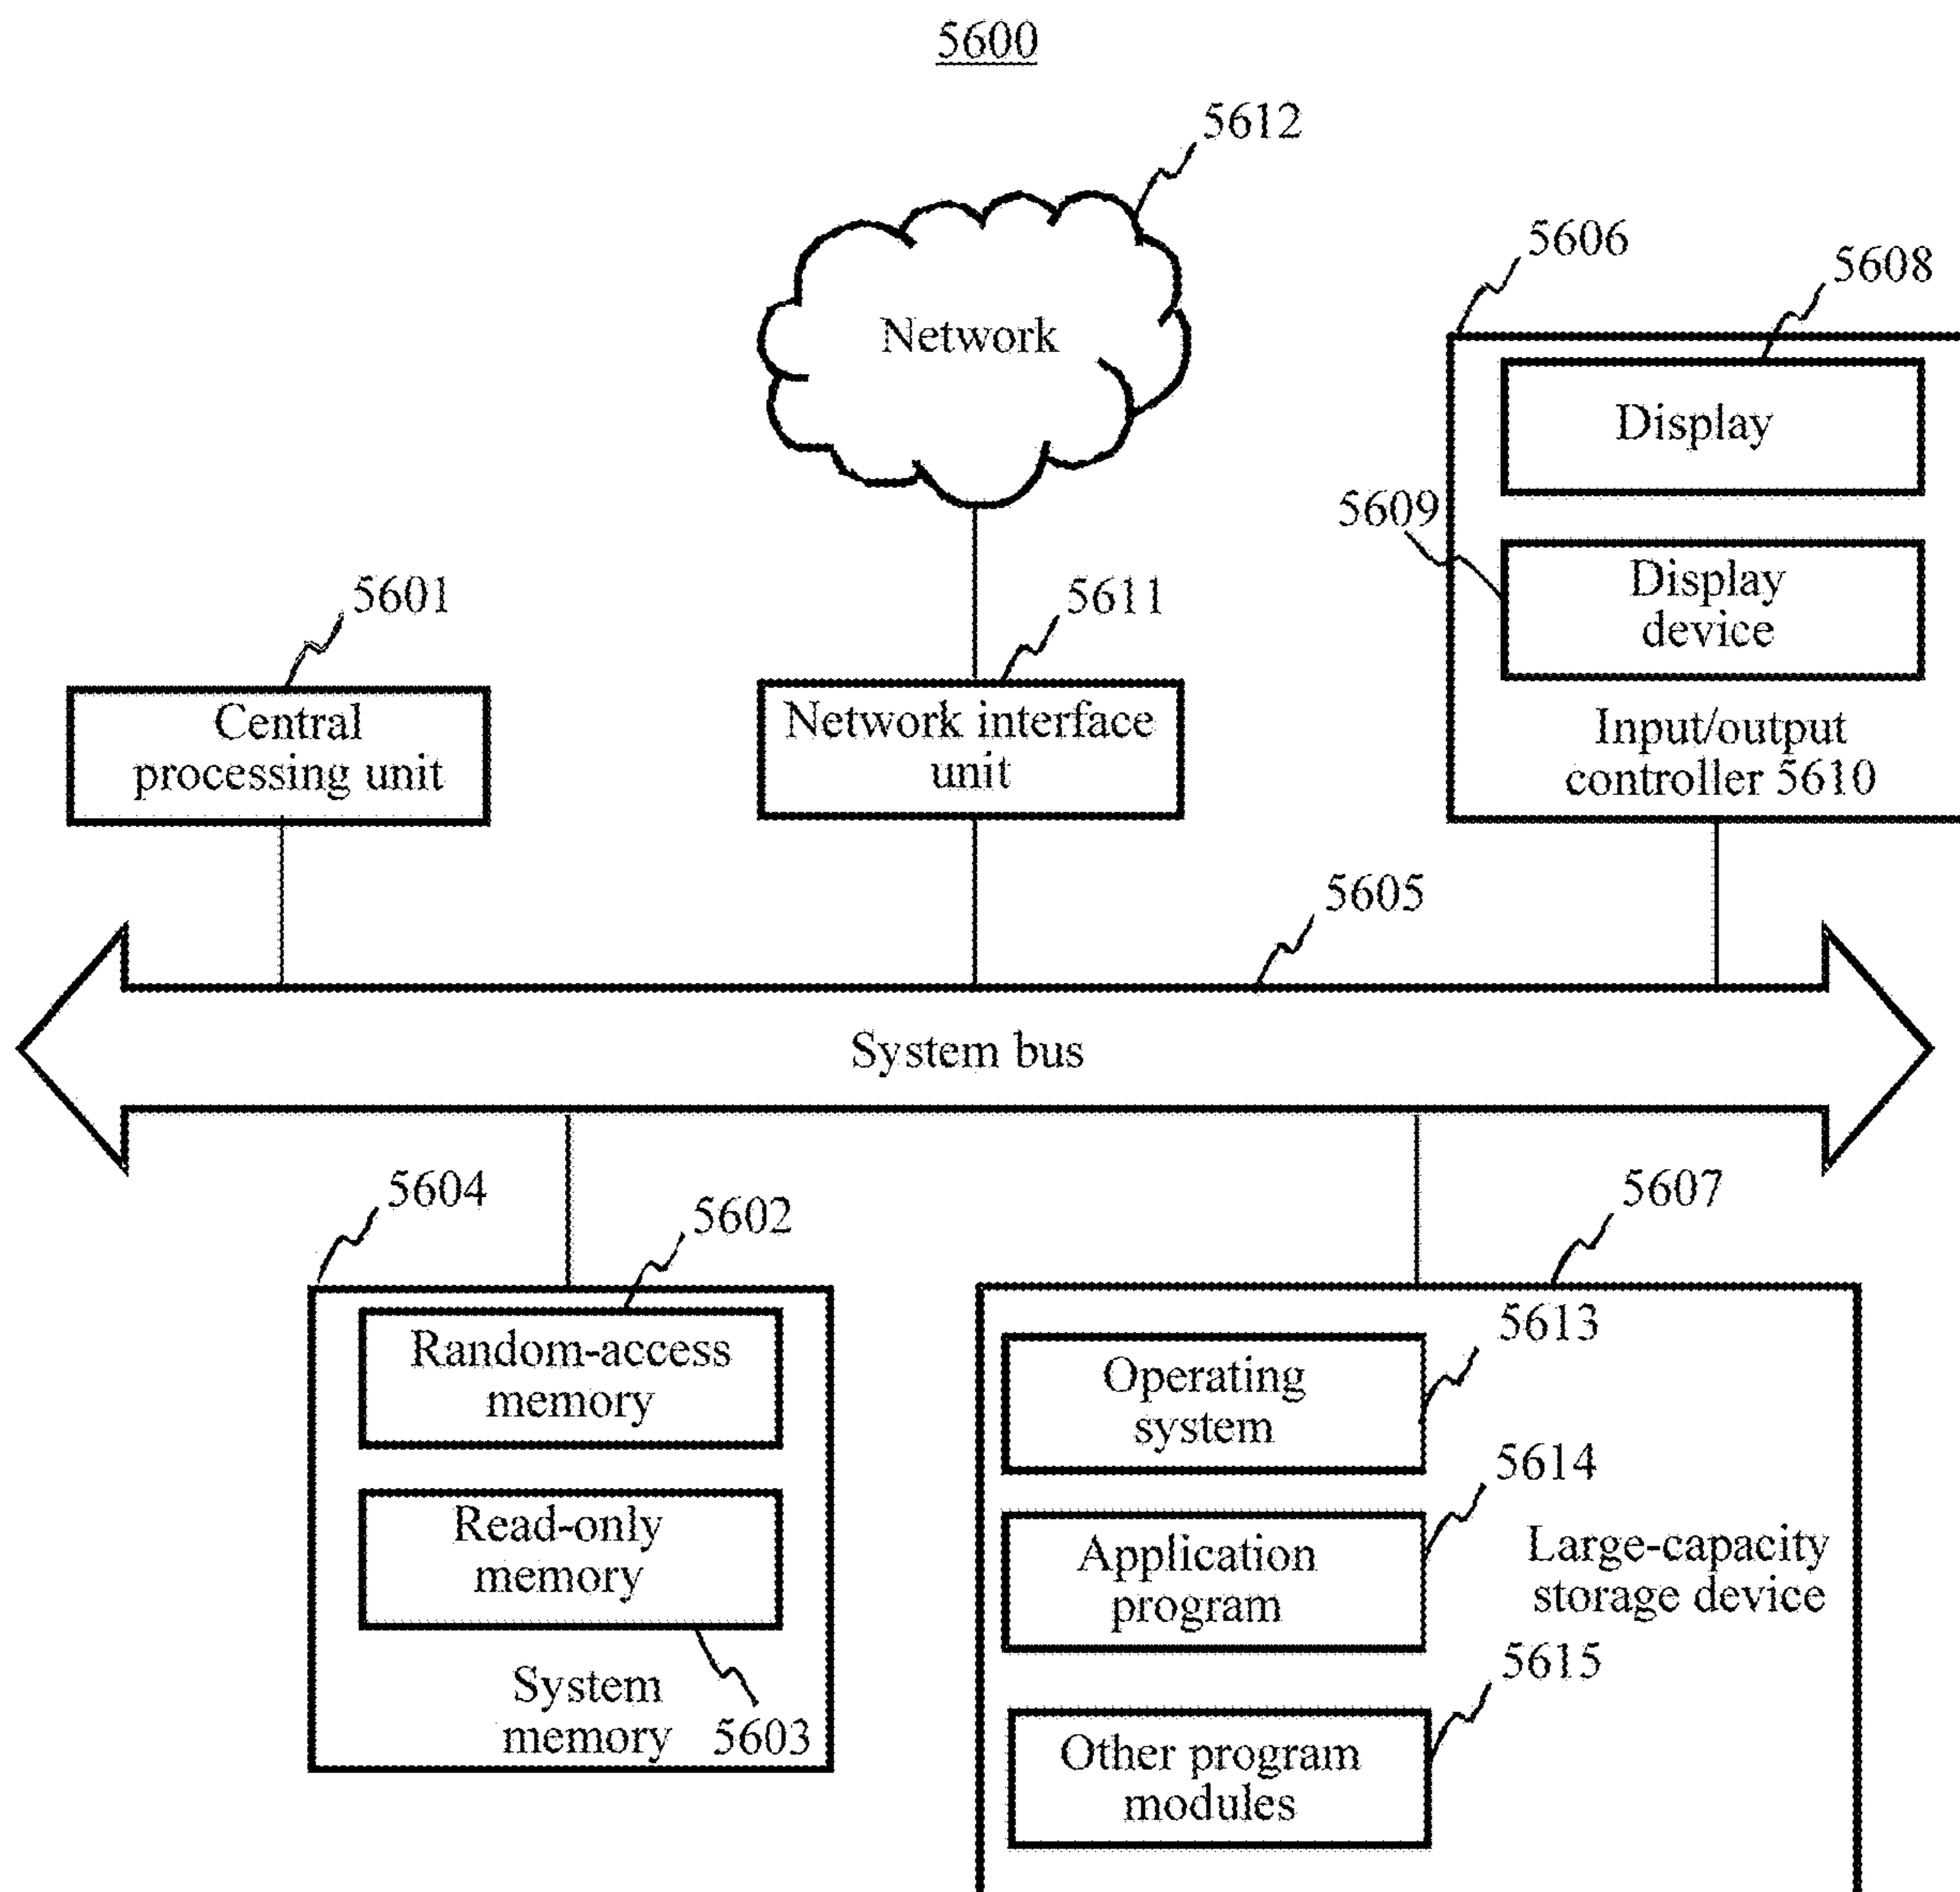 5600
5612
Network
5606
5608
Display
5609
Display
device
Input/output
controller 5610
5601
Central
processing unit
5611
Network interface
unit
5605
System bus
5604
5602
Random-access
memory
Read-only
memory
System
memory
5603
5607
5613
Operating
system
5614
Application
program
Large-capacity
storage device
5615
Other program
modules